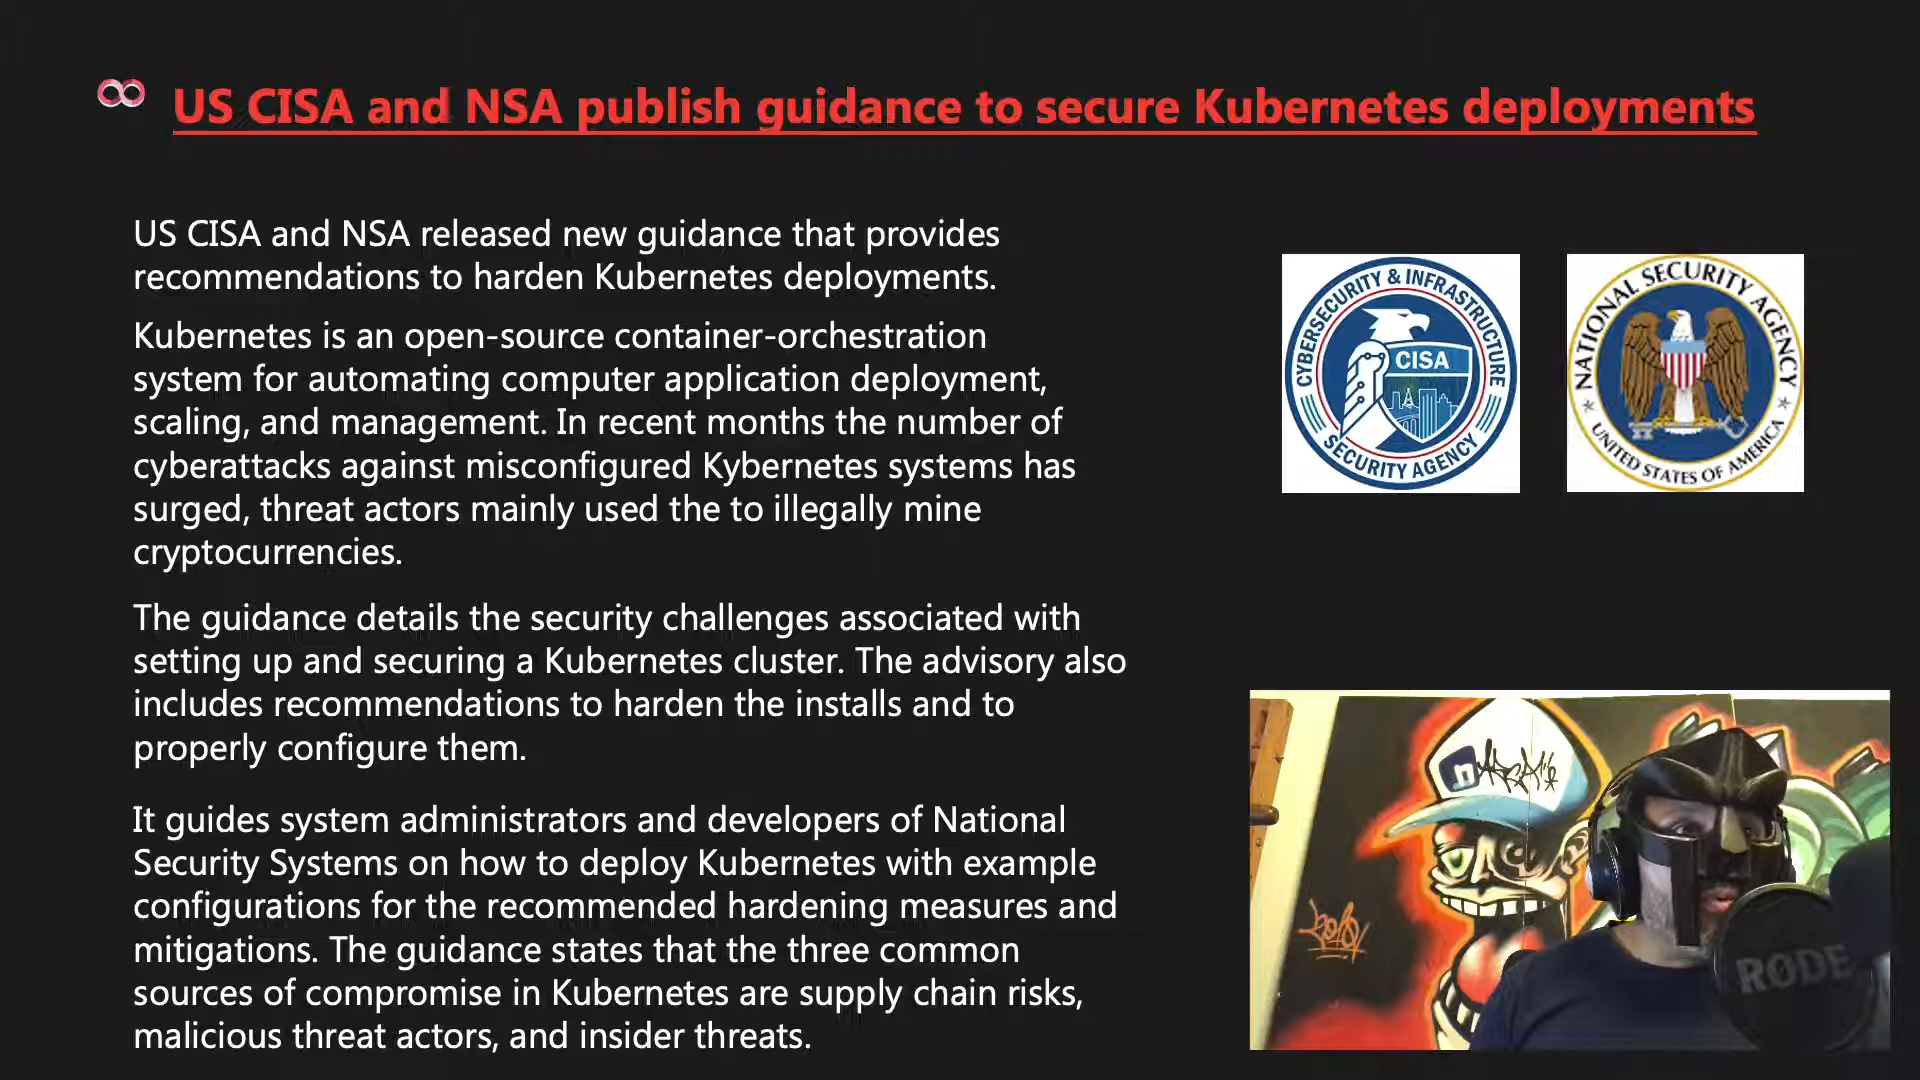 US CISA and NSA publish guidance to secure Kubernetes deployments
US CISA and NSA released new guidance that provides
recommendations to harden Kubernetes deployments.
Kubernetes is an open-source container-orchestration
system for automating computer application deployment,
scaling, and management. In recent months the number of
cyberattacks against misconfigured Kybernetes systems has
surged, threat actors mainly used the to illegally mine
cryptocurrencies.
The guidance details the security challenges associated with
setting up and securing a Kubernetes cluster. The advisory also
includes recommendations to harden the installs and to
properly configure them.
It guides system administrators and developers of National
Security Systems on how to deploy Kubernetes with example
configurations for the recommended hardening measures and
mitigations. The guidance states that the three common
sources of compromise in Kubernetes are supply chain risks,
malicious threat actors, and insider threats.
CYBERSECURITY & INFRASTRUCTURE
CISA
SECURITY AGENCY
NATIONAL SECURITY AGENCY
UNITED STATES OF AMERICA
RØDE